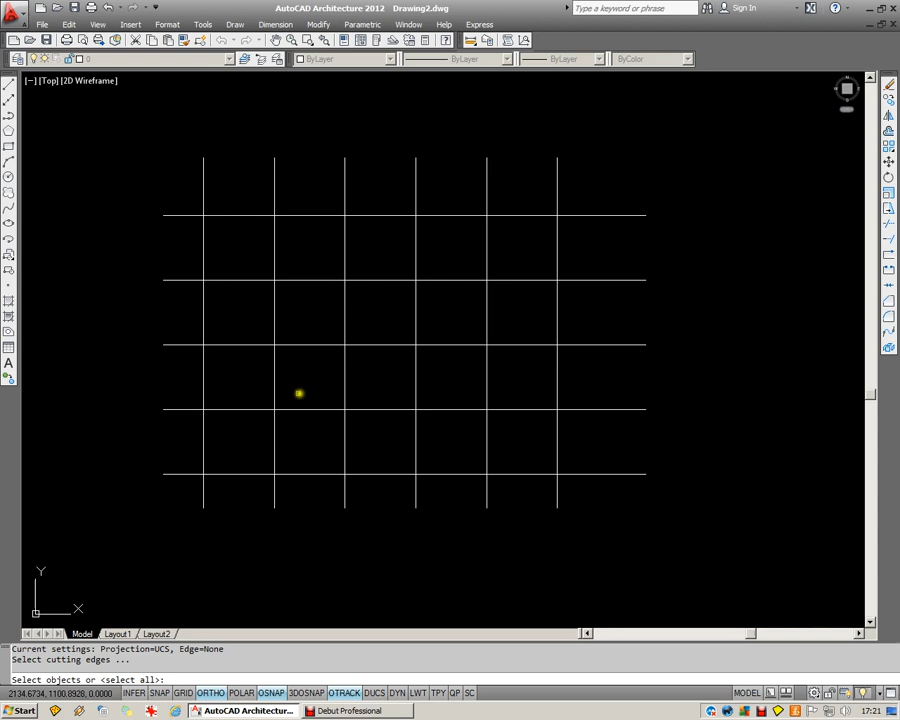 AutoCAD Architecture 2012 Drawing2.dwg
Type a keyword or phrase
Sign In
File Edit View Insert Format Tools Draw Dimension Modify Parametric Window Help Express
0
ByLayer
ByLayer
ByLayer
ByColor
[−] [Top] [2D Wireframe]
A
Y
X
Model Layout1 Layout2
Current settings: Projection=UCS, Edge=None
Select cutting edges ...
Select objects or <select all>:
2134.6734, 1100.8928, 0.0000
INFER SNAP GRID ORTHO POLAR OSNAP 3DOSNAP OTRACK DUCS DYN LWT TPY QP SC
MODEL
Start
AutoCAD Architectur...
Debut Professional
17:21